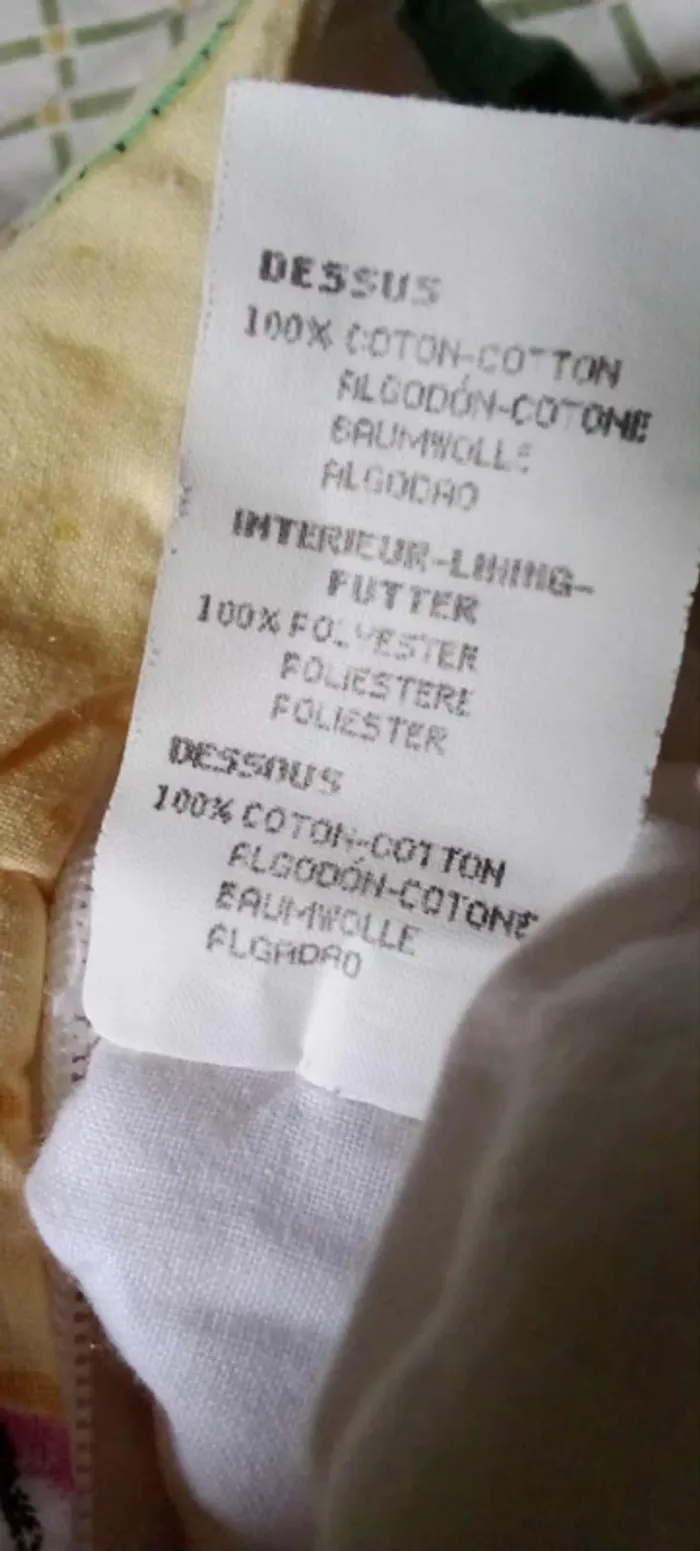 DESSUS
100% COTON-COTTON
ALGODÓN-COTONE
BAUMWOLLE
ALGODAO
INTERIEUR-LINING-
FUTTER
100% POLYESTER
POLIESTERE
POLIESTER
DESSOUS
100% COTON-COTTON
ALGODÓN-COTONE
BAUMWOLLE
ALGADAO